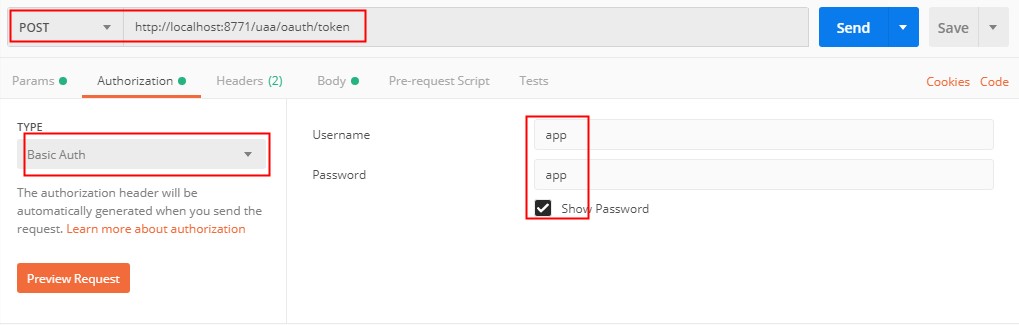 POST http://localhost:8771/uaa/oauth/token Send Save
Params Authorization Headers (2) Body Pre-request Script Tests Cookies Code
TYPE
Basic Auth
The authorization header will be
automatically generated when you send the
request. Learn more about authorization
Preview Request
Username app
Password app
Show Password